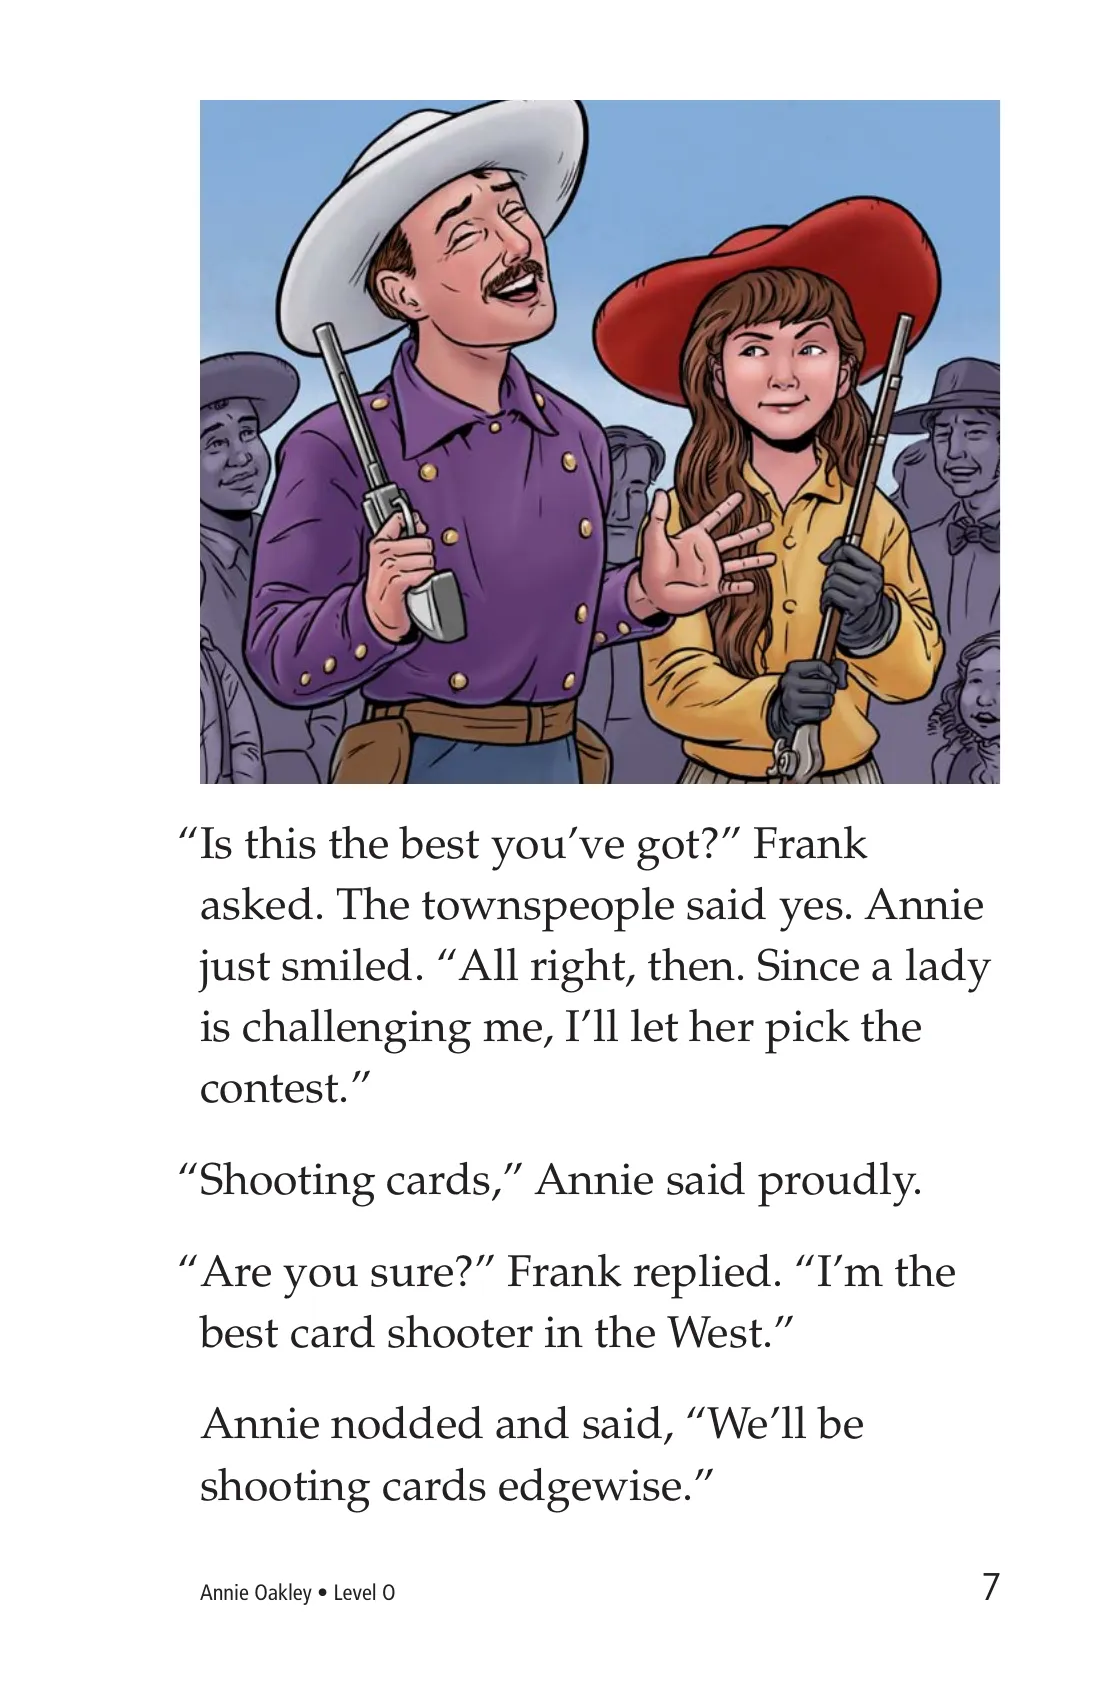 “Is this the best you’ve got?” Frank
asked. The townspeople said yes. Annie
just smiled. “All right, then. Since a lady
is challenging me, I’ll let her pick the
contest.”
“Shooting cards,” Annie said proudly.
“Are you sure?” Frank replied. “I’m the
best card shooter in the West.”
Annie nodded and said, “We’ll be
shooting cards edgewise.”
Annie Oakley • Level O
7